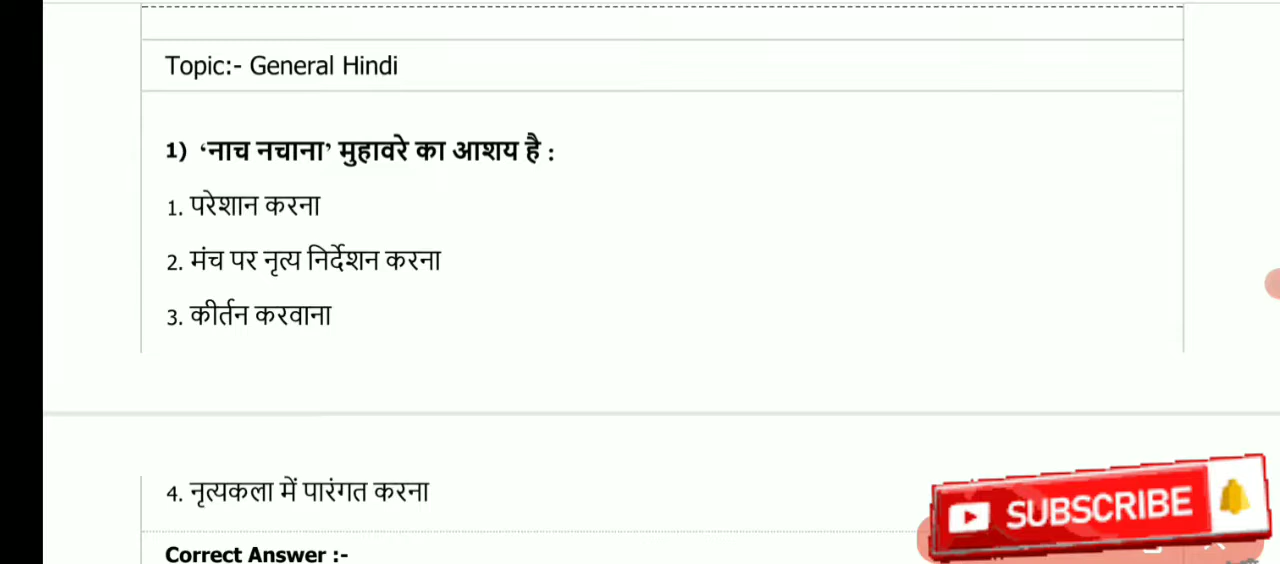 Topic:- General Hindi
1) ‘नाच नचाना’ मुहावरे का आशय है :
1. परेशान करना
2. मंच पर नृत्य निर्देशन करना
3. कीर्तन करवाना
4. नृत्यकला में पारंगत करना
SUBSCRIBE
Correct Answer :-